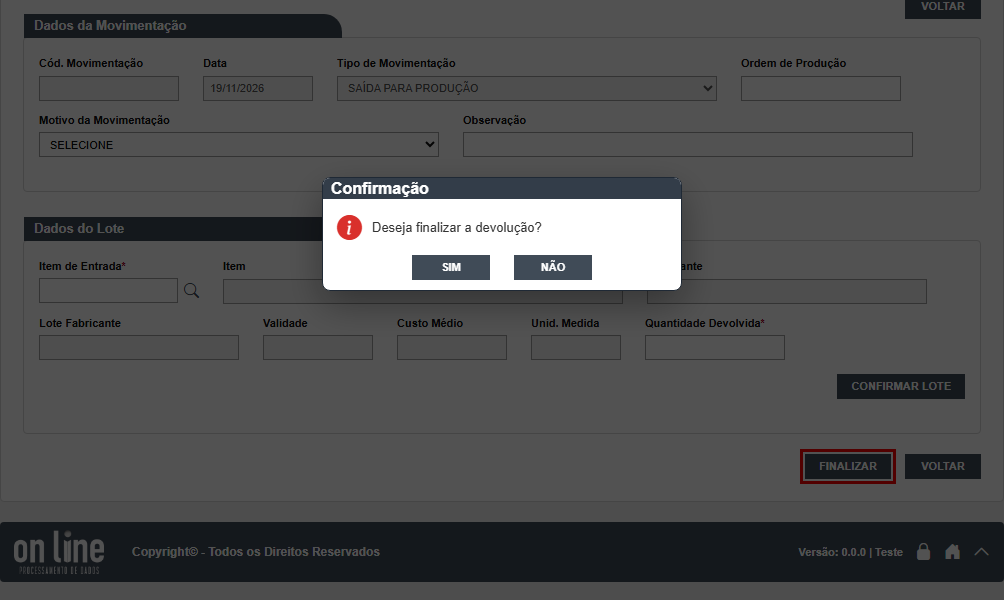 VOLTAR
Dados da Movimentação
Cód. Movimentação Data Tipo de Movimentação Ordem de Produção
19/11/2026 SAÍDA PARA PRODUÇÃO
Motivo da Movimentação Observação
SELECIONE
Confirmação
Deseja finalizar a devolução?
SIM NÃO
Dados do Lote
Item de Entrada* Item ante
Lote Fabricante Validade Custo Médio Unid. Medida Quantidade Devolvida*
CONFIRMAR LOTE
FINALIZAR VOLTAR
on line
PROCESSAMENTO DE DADOS
Copyright© - Todos os Direitos Reservados
Versão: 0.0.0 | Teste